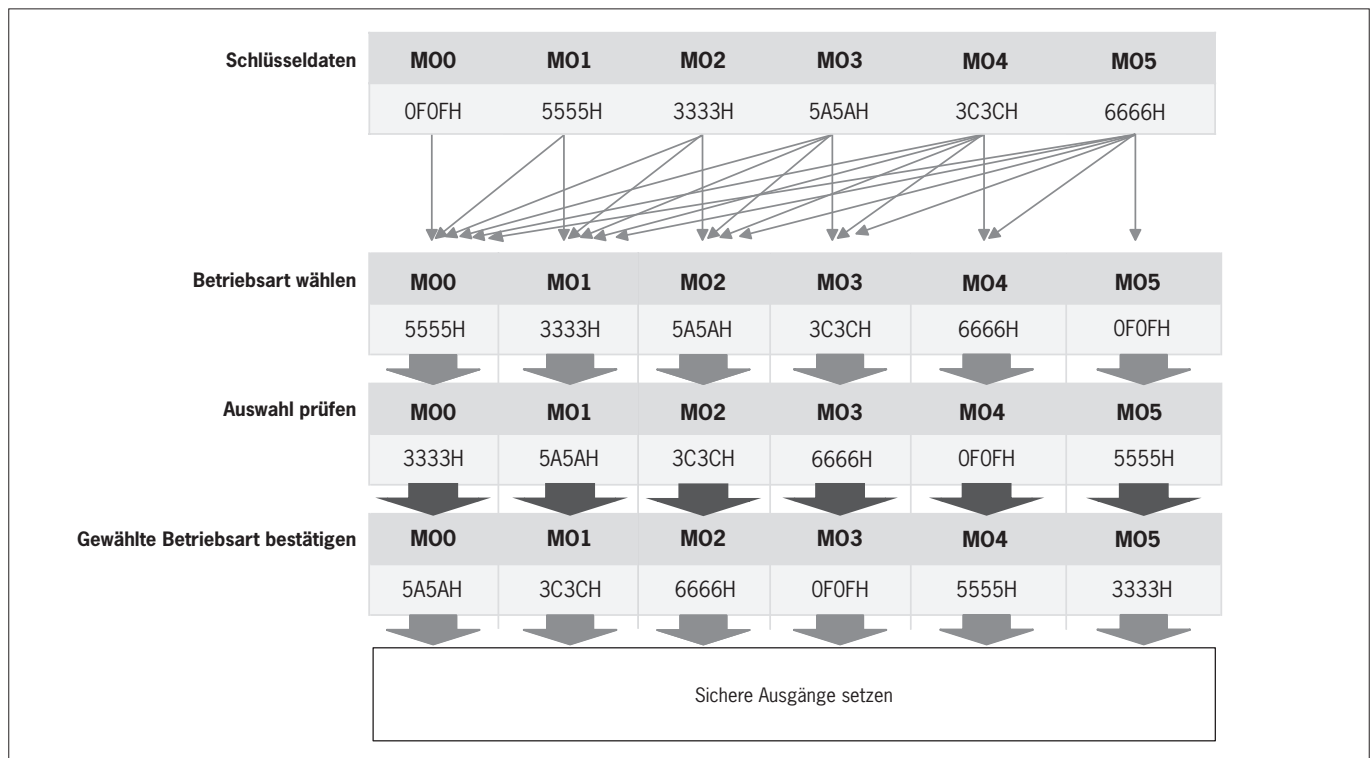 Schlüsseldaten MO0 MO1 MO2 MO3 MO4 MO5
0F0FH 5555H 3333H 5A5AH 3C3CH 6666H
Betriebsart wählen MO0 MO1 MO2 MO3 MO4 MO5
5555H 3333H 5A5AH 3C3CH 6666H 0F0FH
Auswahl prüfen MO0 MO1 MO2 MO3 MO4 MO5
3333H 5A5AH 3C3CH 6666H 0F0FH 5555H
Gewählte Betriebsart bestätigen MO0 MO1 MO2 MO3 MO4 MO5
5A5AH 3C3CH 6666H 0F0FH 5555H 3333H
Sichere Ausgänge setzen